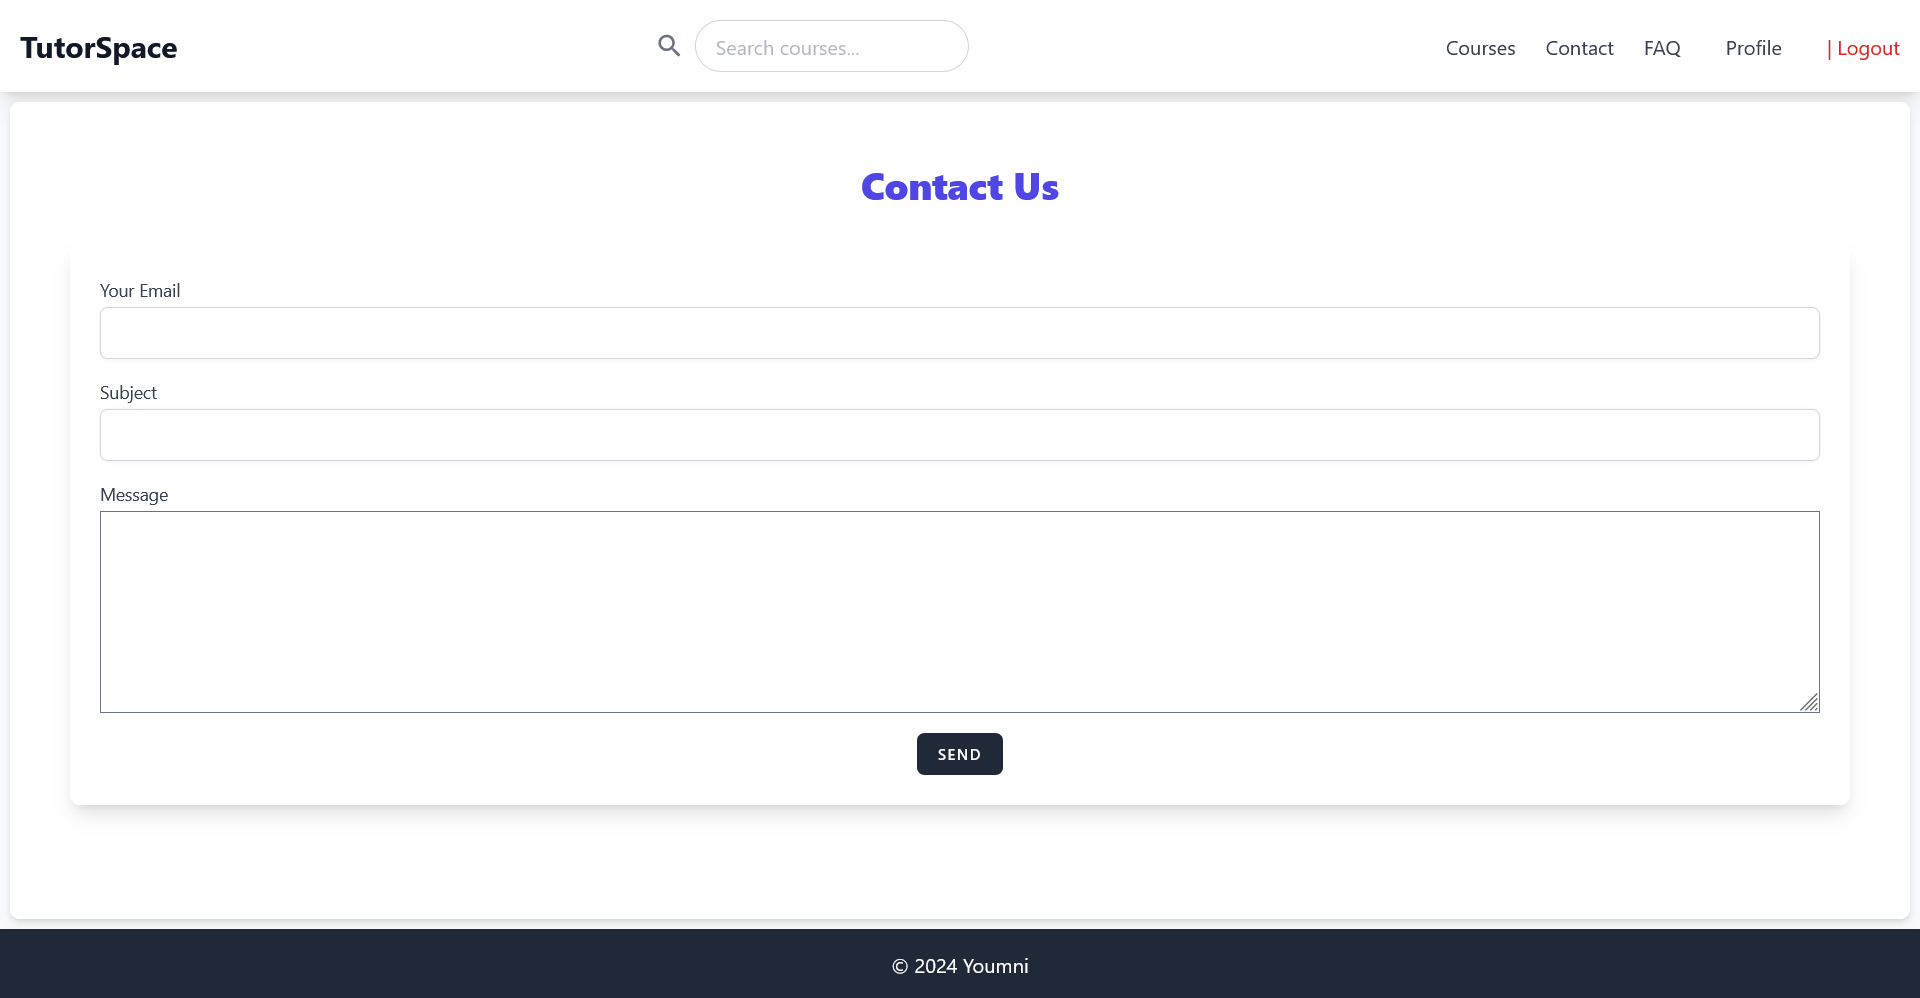 TutorSpace
Search courses...
Courses
Contact
FAQ
Profile
| Logout
Contact Us
Your Email
Subject
Message
SEND
© 2024 Youmni